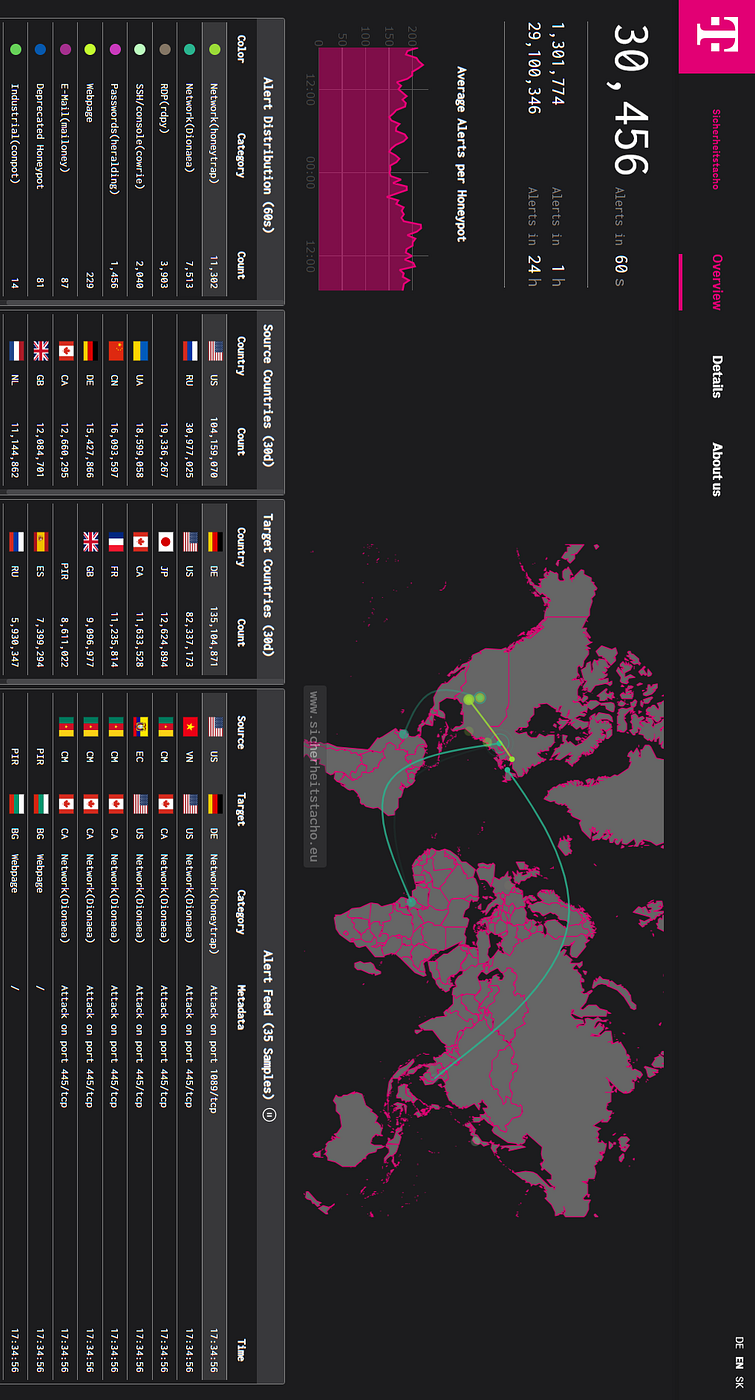 T
Sicherheitstacho
Overview
Details
About us
DE EN SK
30,456 Alerts in 60 s
1,301,774 Alerts in 1 h
29,100,346 Alerts in 24 h
Average Alerts per Honeypot
200
150
100
50
0
12:00 00:00 12:00
www.sicherheitstacho.eu
Alert Distribution (60s)
Color Category Count
Network(honeytrap) 11,302
Network(Dionaea) 7,513
RDP(rdpy) 3,903
SSH/console(cowrie) 2,040
Passwords(heralding) 1,456
Webpage 229
E-Mail(mailoney) 87
Deprecated Honeypot 81
Industrial(conpot) 14
Source Countries (30d)
Country Count
US 104,159,070
RU 30,977,025
19,336,267
UA 18,599,058
CN 16,093,597
DE 15,427,866
CA 12,660,295
GB 12,084,701
NL 11,144,862
Target Countries (30d)
Country Count
DE 135,104,871
US 82,337,173
JP 12,624,894
CA 11,633,528
FR 11,235,814
GB 9,096,977
PIR 8,611,022
ES 7,399,294
RU 5,930,347
Alert Feed (35 Samples)
Source Target Category Metadata Time
US DE Network(honeytrap) Attack on port 1089/tcp 17:34:56
VN US Network(Dionaea) Attack on port 445/tcp 17:34:56
CM CA Network(Dionaea) Attack on port 445/tcp 17:34:56
EC US Network(Dionaea) Attack on port 445/tcp 17:34:56
CM CA Network(Dionaea) Attack on port 445/tcp 17:34:56
CM CA Network(Dionaea) Attack on port 445/tcp 17:34:56
CM CA Network(Dionaea) Attack on port 445/tcp 17:34:56
PIR BG Webpage / 17:34:56
PIR BG Webpage / 17:34:56